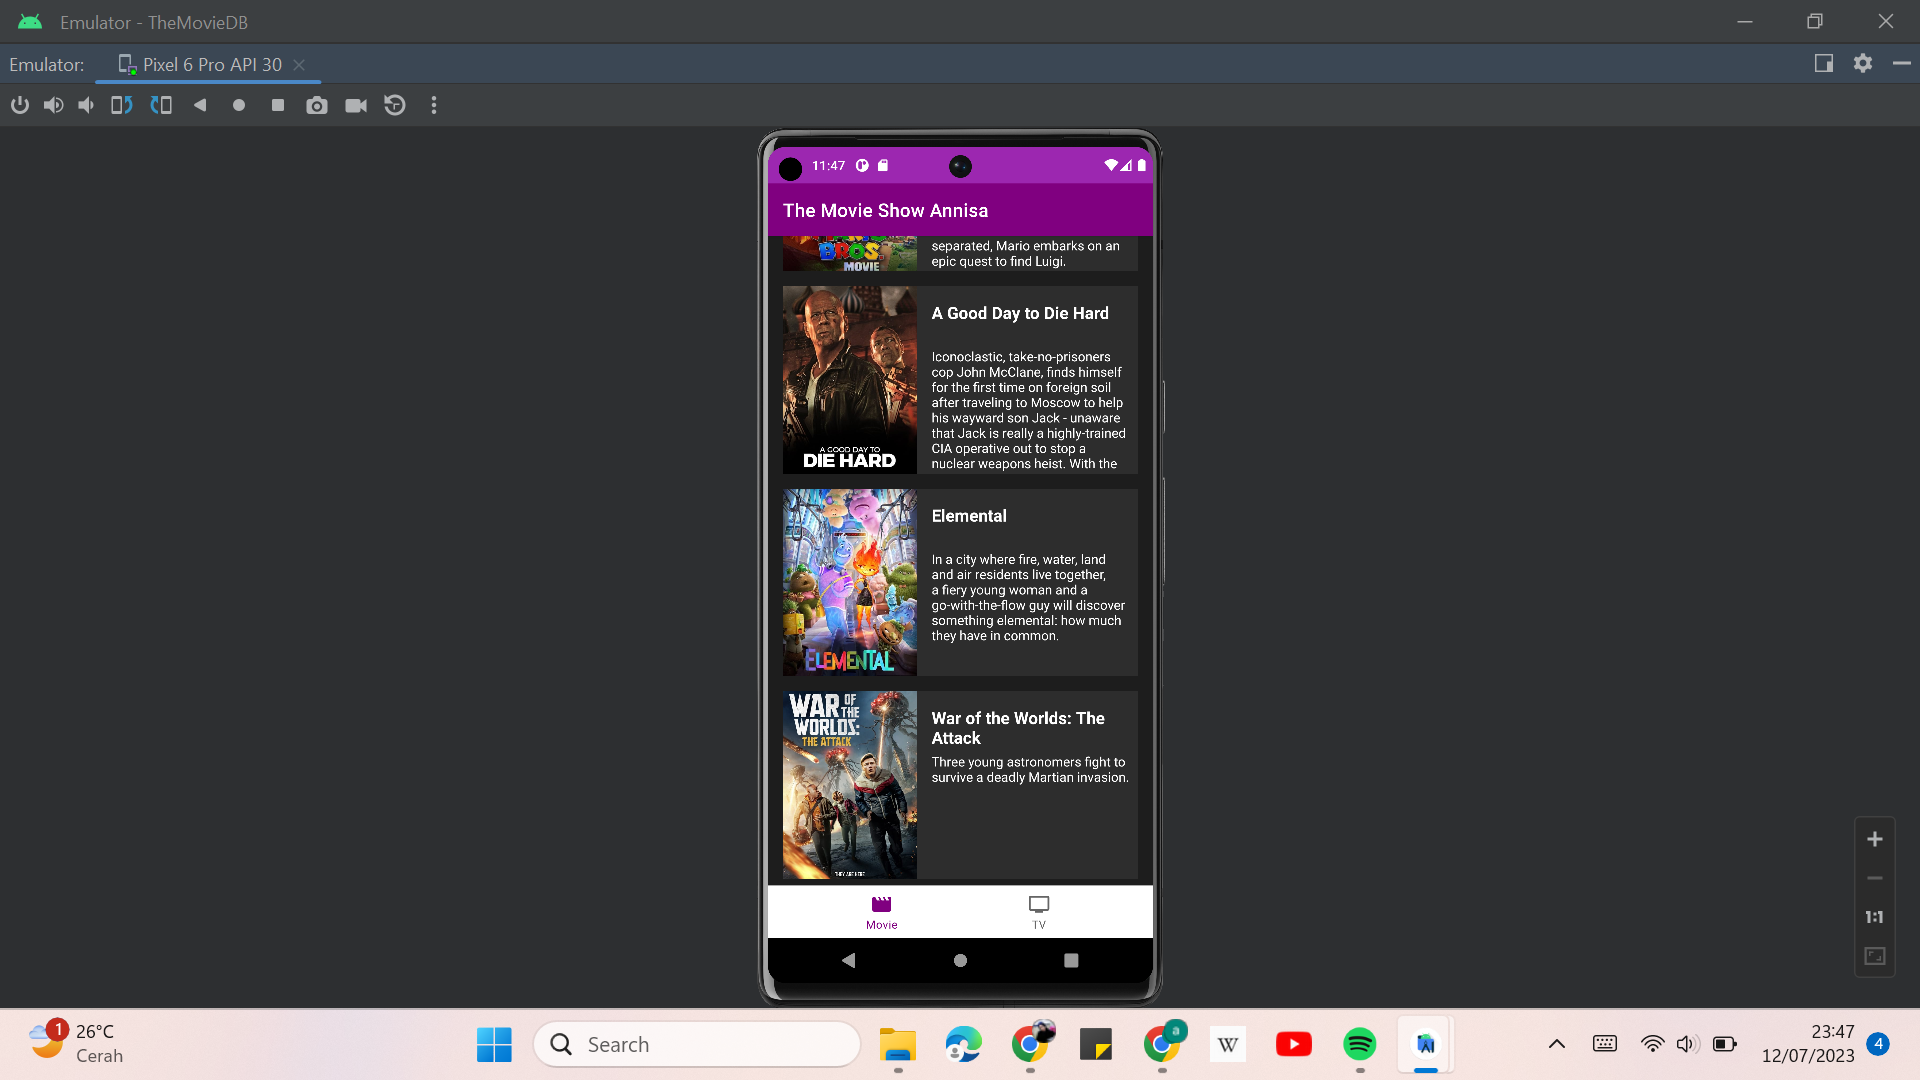 Emulator - TheMovieDB
Emulator:
Pixel 6 Pro API 30
11:47
The Movie Show Annisa
BROS.
MOVIE
separated, Mario embarks on an
epic quest to find Luigi.
A GOOD DAY TO
DIE HARD
A Good Day to Die Hard
Iconoclastic, take-no-prisoners
cop John McClane, finds himself
for the first time on foreign soil
after traveling to Moscow to help
his wayward son Jack - unaware
that Jack is really a highly-trained
CIA operative out to stop a
nuclear weapons heist. With the
ELEMENTAL
Elemental
In a city where fire, water, land
and air residents live together,
a fiery young woman and a
go-with-the-flow guy will discover
something elemental: how much
they have in common.
WAR OF THE
WORLDS:
THE ATTACK
THEY ARE HERE
War of the Worlds: The
Attack
Three young astronomers fight to
survive a deadly Martian invasion.
Movie
TV
1:1
1
26°C
Cerah
Search
a
W
AI
23:47
12/07/2023
4